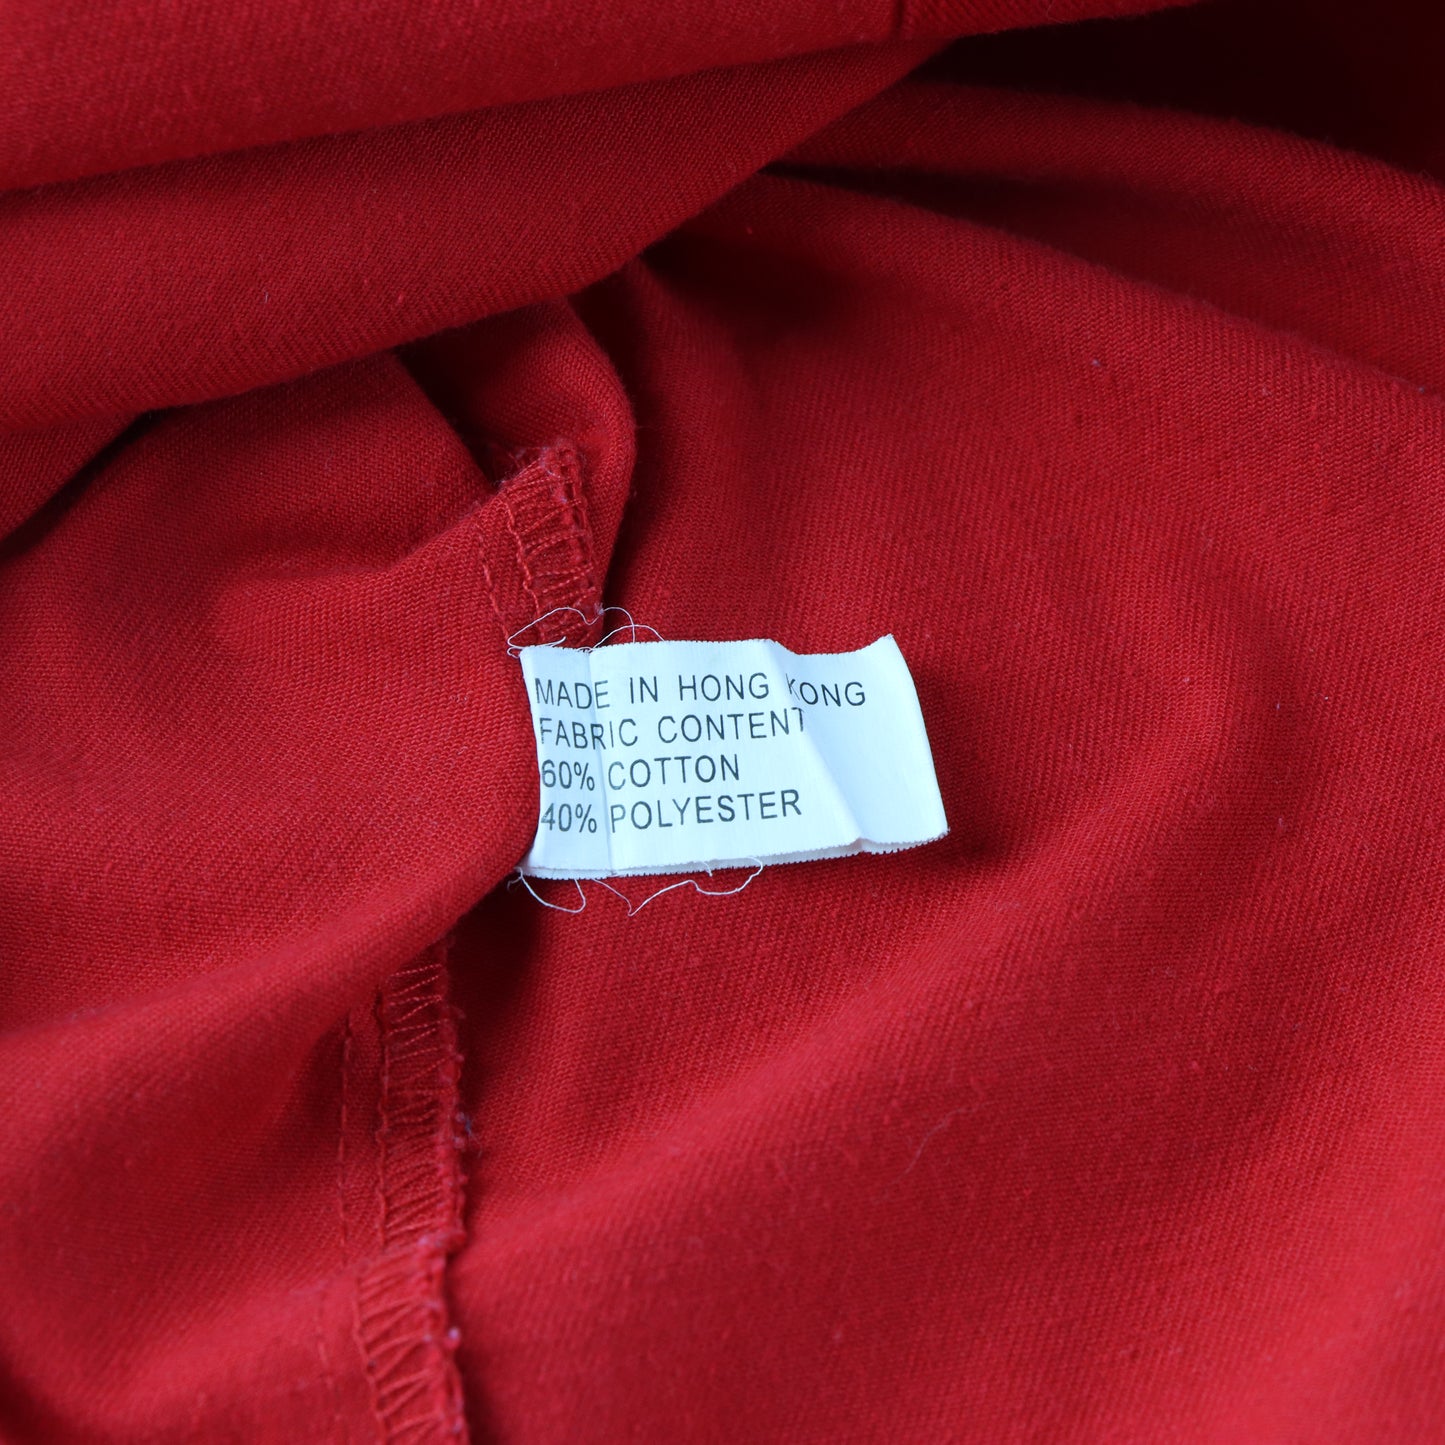 MADE IN HONG KONG
FABRIC CONTENT
60% COTTON
40% POLYESTER